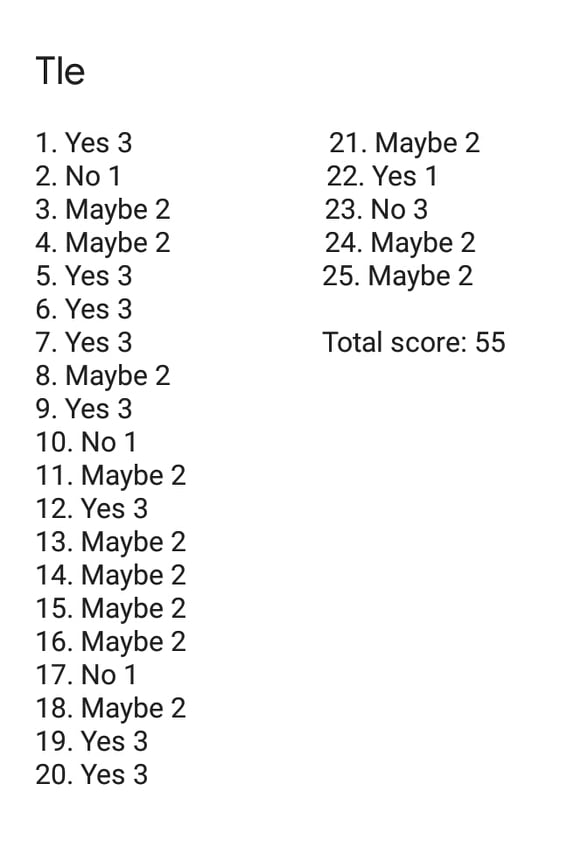 Tle
1. Yes 3
2. No 1
3. Maybe 2
4. Maybe 2
5. Yes 3
6. Yes 3
7. Yes 3
8. Maybe 2
9. Yes 3
10. No 1
11. Maybe 2
12. Yes 3
13. Maybe 2
14. Maybe 2
15. Maybe 2
16. Maybe 2
17. No 1
18. Maybe 2
19. Yes 3
20. Yes 3
21. Maybe 2
22. Yes 1
23. No 3
24. Maybe 2
25. Maybe 2
Total score: 55